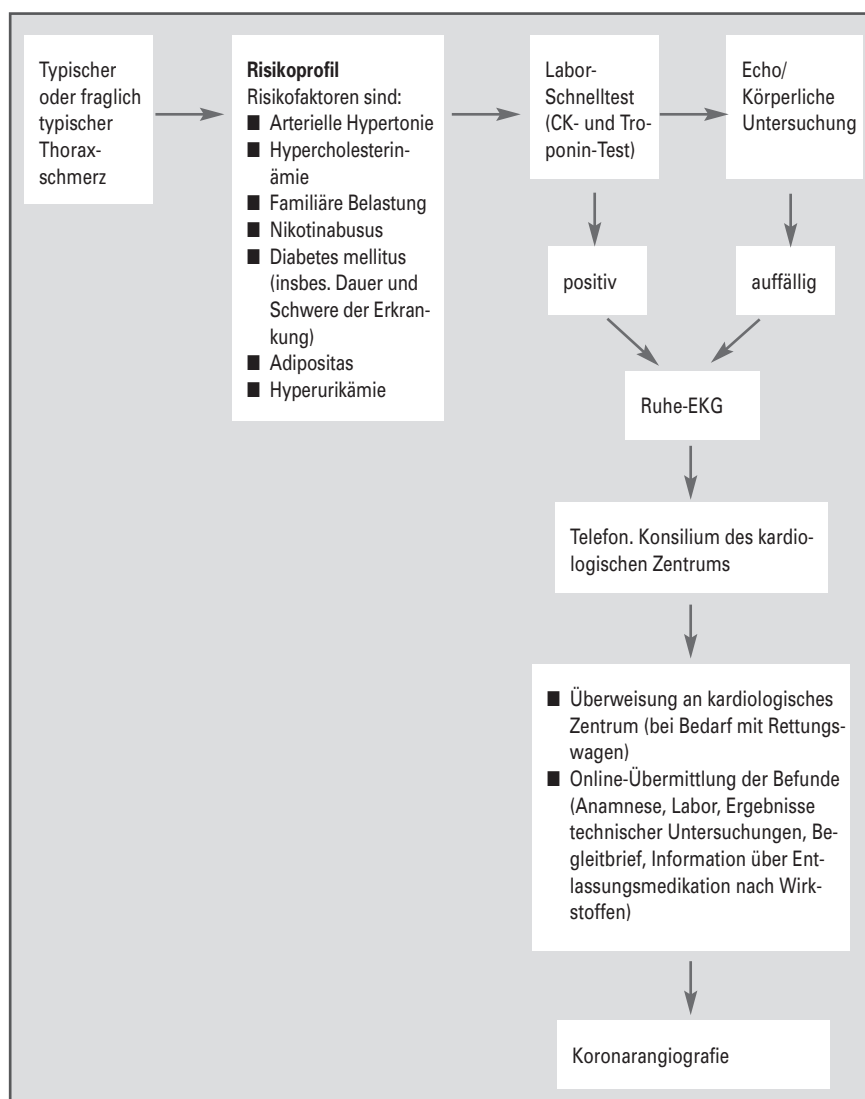 Typischer
oder fraglich
typischer
Thorax-
schmerz
Risikoprofil
Risikofaktoren sind:
■ Arterielle Hypertonie
■ Hypercholesterin-
ämie
■ Familiäre Belastung
■ Nikotinabusus
■ Diabetes mellitus
(insbes. Dauer und
Schwere der Erkran-
kung)
■ Adipositas
■ Hyperurikämie
Labor-
Schnelltest
(CK- und Tro-
ponin-Test)
Echo/
Körperliche
Untersuchung
positiv
auffällig
Ruhe-EKG
Telefon. Konsilium des kardio-
logischen Zentrums
■ Überweisung an kardiologisches
Zentrum (bei Bedarf mit Rettungs-
wagen)
■ Online-Übermittlung der Befunde
(Anamnese, Labor, Ergebnisse
technischer Untersuchungen, Be-
gleitbrief, Information über Ent-
lassungsmedikation nach Wirk-
stoffen)
Koronarangiografie